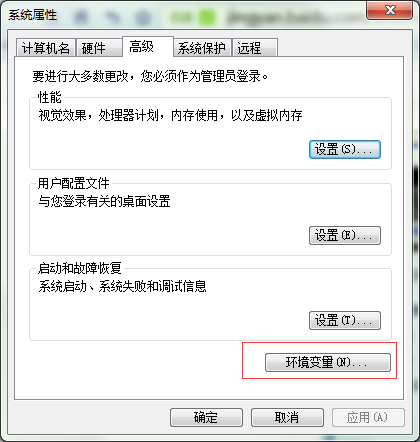 系统属性
计算机名 硬件 高级 系统保护 远程
要进行大多数更改，您必须作为管理员登录。
性能
视觉效果，处理器计划，内存使用，以及虚拟内存
设置(S)...
用户配置文件
与您登录有关的桌面设置
设置(E)...
启动和故障恢复
系统启动、系统失败和调试信息
设置(T)...
环境变量(N)...
确定 取消 应用(A)